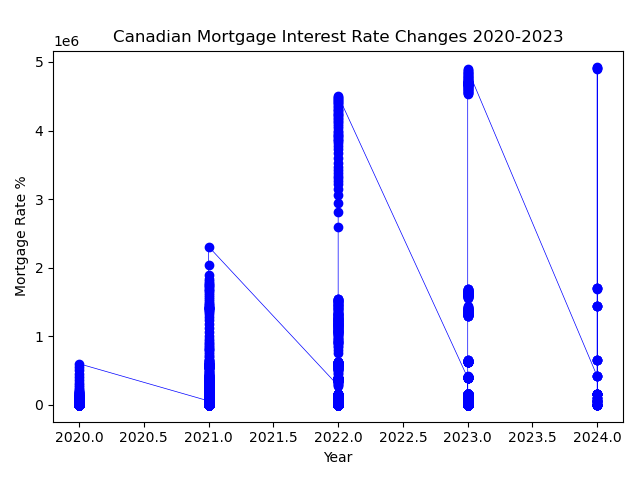 Canadian Mortgage Interest Rate Changes 2020-2023
1e6
5
4
3
2
1
0
Mortgage Rate %
2020.0 2020.5 2021.0 2021.5 2022.0 2022.5 2023.0 2023.5 2024.0
Year